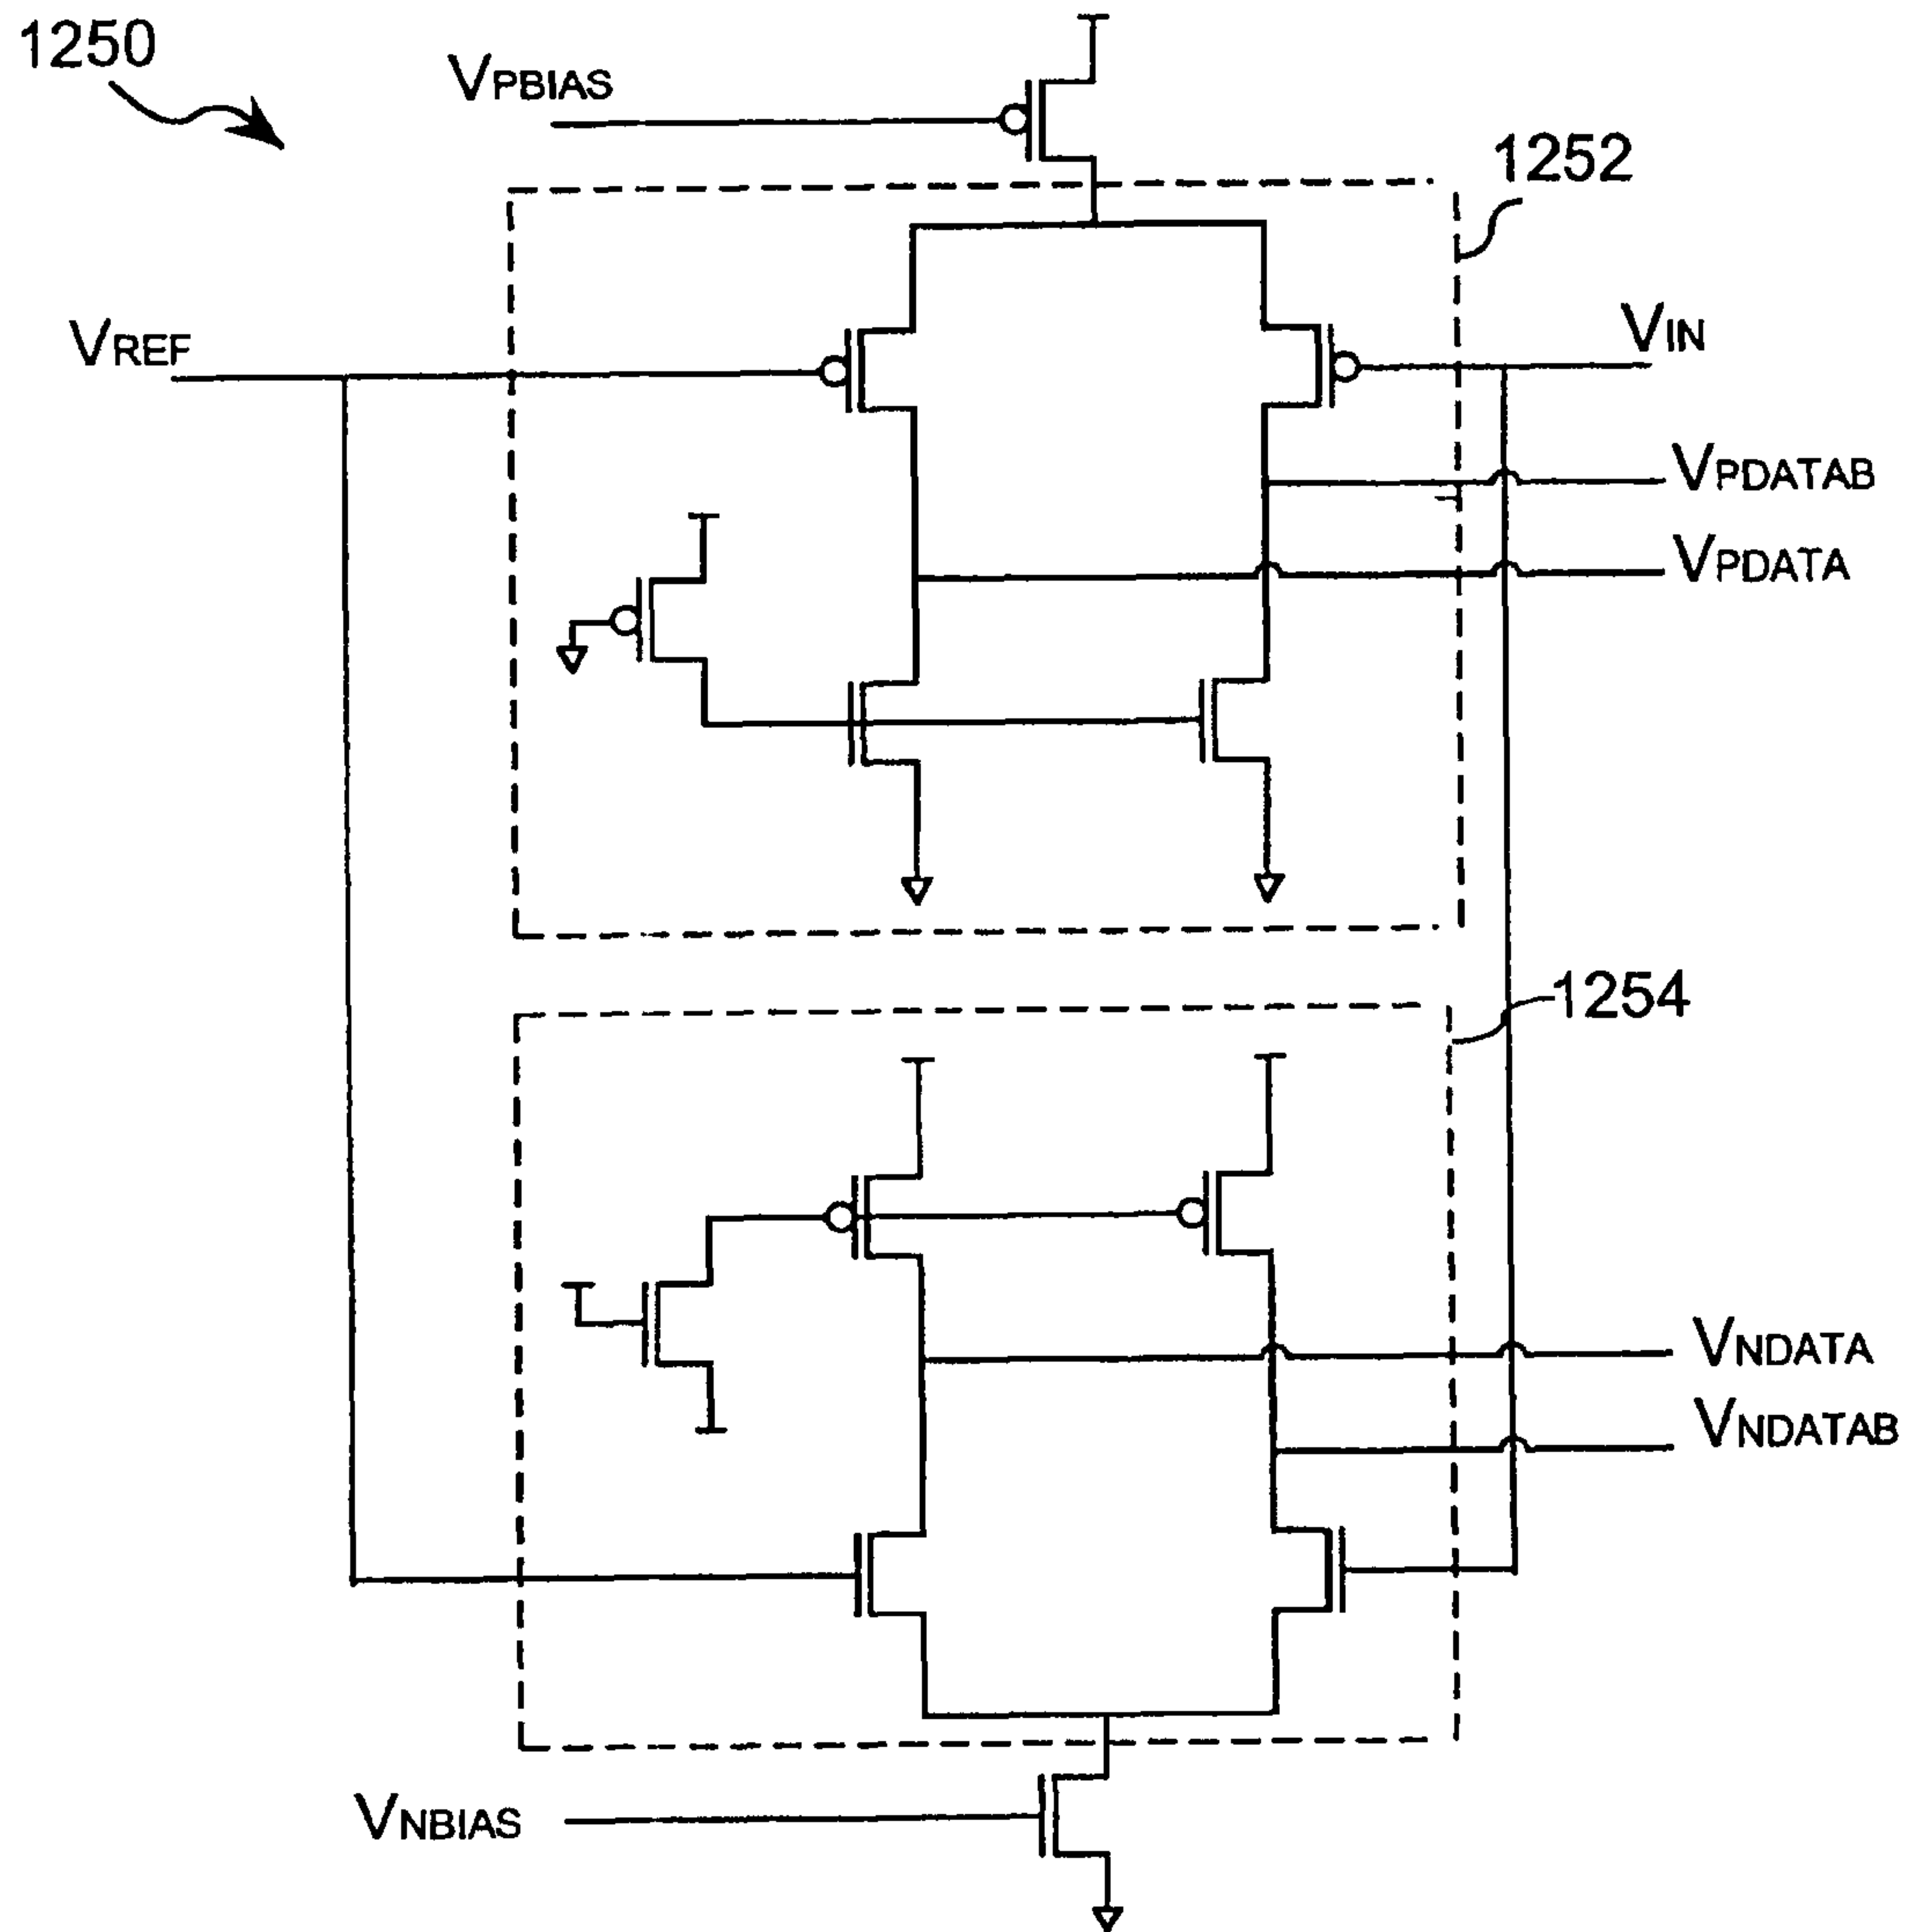 1250
VPBIAS
1252
VREF
VIN
VPDATAB
VPDATA
1254
VNDATA
VNDATAB
VNBIAS